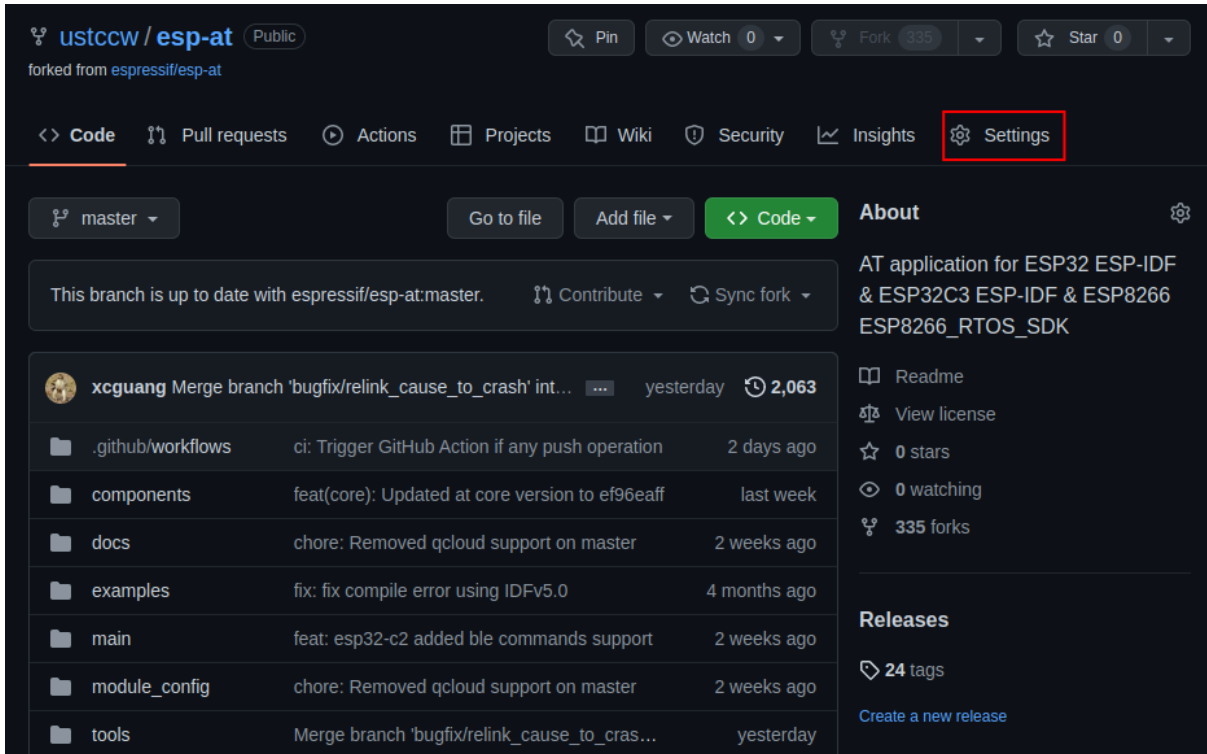 ustccw / esp-at Public
Pin
Watch 0
Fork 335
Star 0
forked from espressif/esp-at
Code
Pull requests
Actions
Projects
Wiki
Security
Insights
Settings
master
Go to file
Add file
Code
This branch is up to date with espressif/esp-at:master.
Contribute
Sync fork
xcguang Merge branch 'bugfix/relink_cause_to_crash' int… ... yesterday 2,063
.github/workflows ci: Trigger GitHub Action if any push operation 2 days ago
components feat(core): Updated at core version to ef96eaff last week
docs chore: Removed qcloud support on master 2 weeks ago
examples fix: fix compile error using IDFv5.0 4 months ago
main feat: esp32-c2 added ble commands support 2 weeks ago
module_config chore: Removed qcloud support on master 2 weeks ago
tools Merge branch 'bugfix/relink_cause_to_cras… yesterday
About
AT application for ESP32 ESP-IDF
& ESP32C3 ESP-IDF & ESP8266
ESP8266_RTOS_SDK
Readme
View license
0 stars
0 watching
335 forks
Releases
24 tags
Create a new release